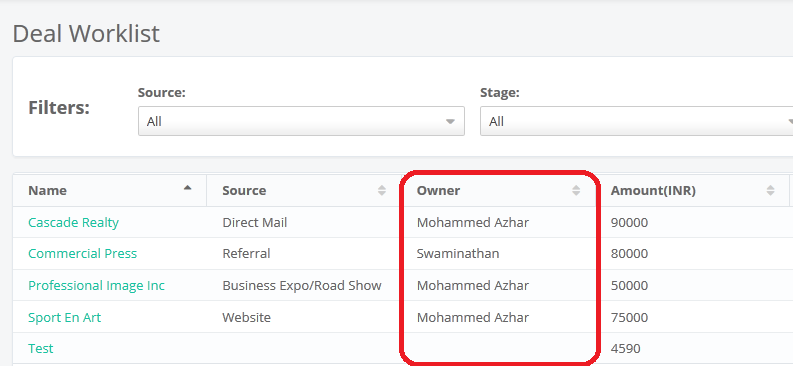 Deal Worklist
Filters:
Source:
Stage:
All
All
Name Source Owner Amount(INR)
Cascade Realty Direct Mail Mohammed Azhar 90000
Commercial Press Referral Swaminathan 80000
Professional Image Inc Business Expo/Road Show Mohammed Azhar 50000
Sport En Art Website Mohammed Azhar 75000
Test 4590